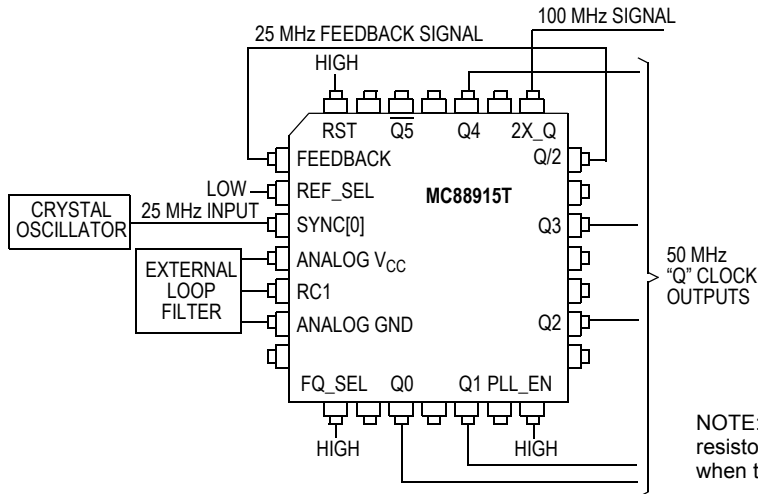 100 MHz SIGNAL
25 MHz FEEDBACK SIGNAL
HIGH
RST Q5 Q4 2X_Q
FEEDBACK Q/2
LOW REF_SEL MC88915T
CRYSTAL OSCILLATOR 25 MHz INPUT SYNC[0] Q3
ANALOG VCC
EXTERNAL LOOP FILTER RC1
ANALOG GND Q2
50 MHz
“Q” CLOCK
OUTPUTS
FQ_SEL Q0 Q1 PLL_EN
HIGH HIGH
NOTE:
resistor
when t